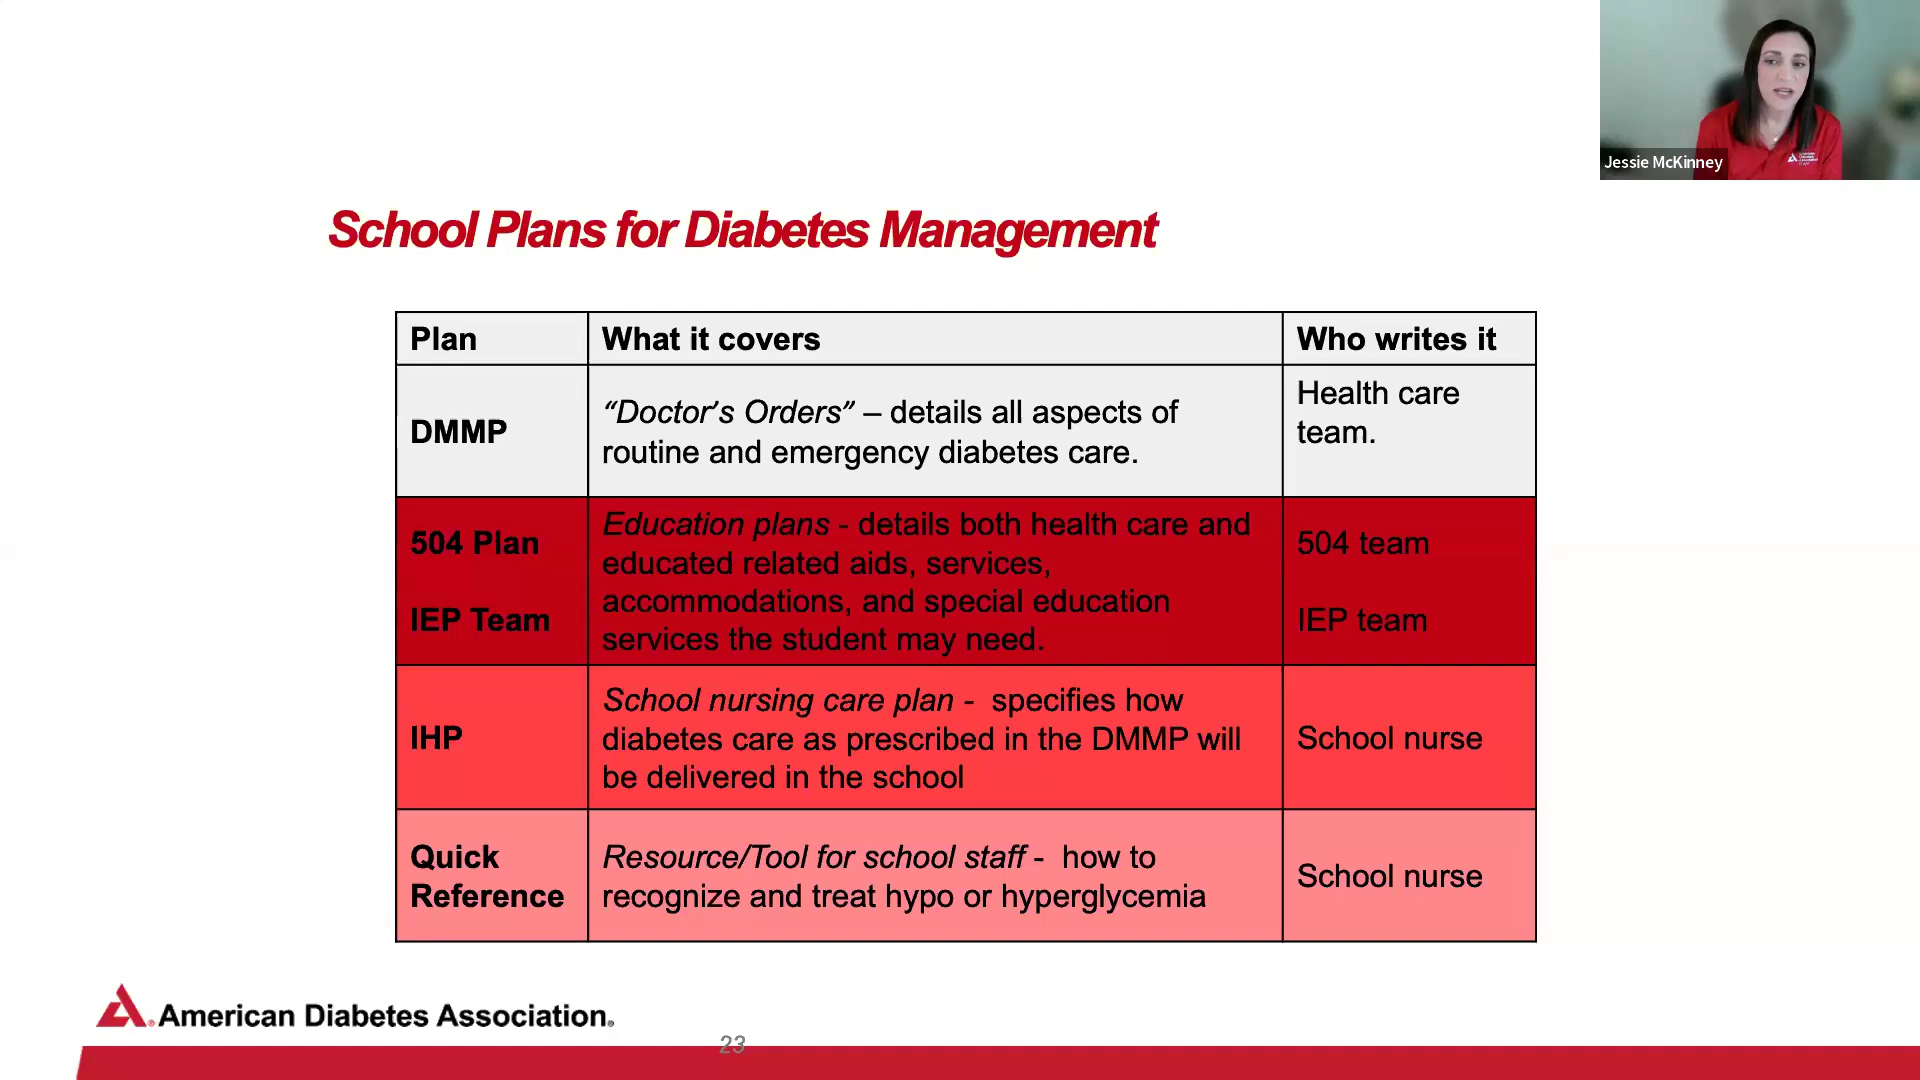 Jessie McKinney
School Plans for Diabetes Management
Plan
What it covers
Who writes it
DMMP
“Doctor’s Orders” – details all aspects of
routine and emergency diabetes care.
Health care
team.
504 Plan
IEP Team
Education plans - details both health care and
educated related aids, services,
accommodations, and special education
services the student may need.
504 team
IEP team
IHP
School nursing care plan -  specifies how
diabetes care as prescribed in the DMMP will
be delivered in the school
School nurse
Quick
Reference
Resource/Tool for school staff -  how to
recognize and treat hypo or hyperglycemia
School nurse
American Diabetes Association.
23